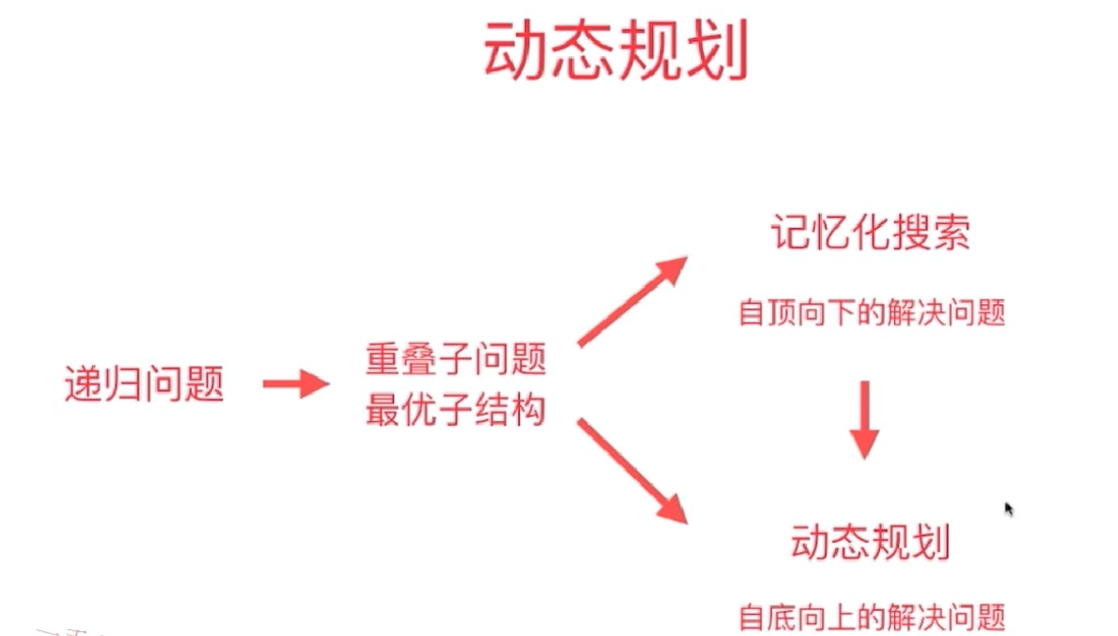 动态规划
递归问题
重叠子问题
最优子结构
记忆化搜索
自顶向下的解决问题
动态规划
自底向上的解决问题